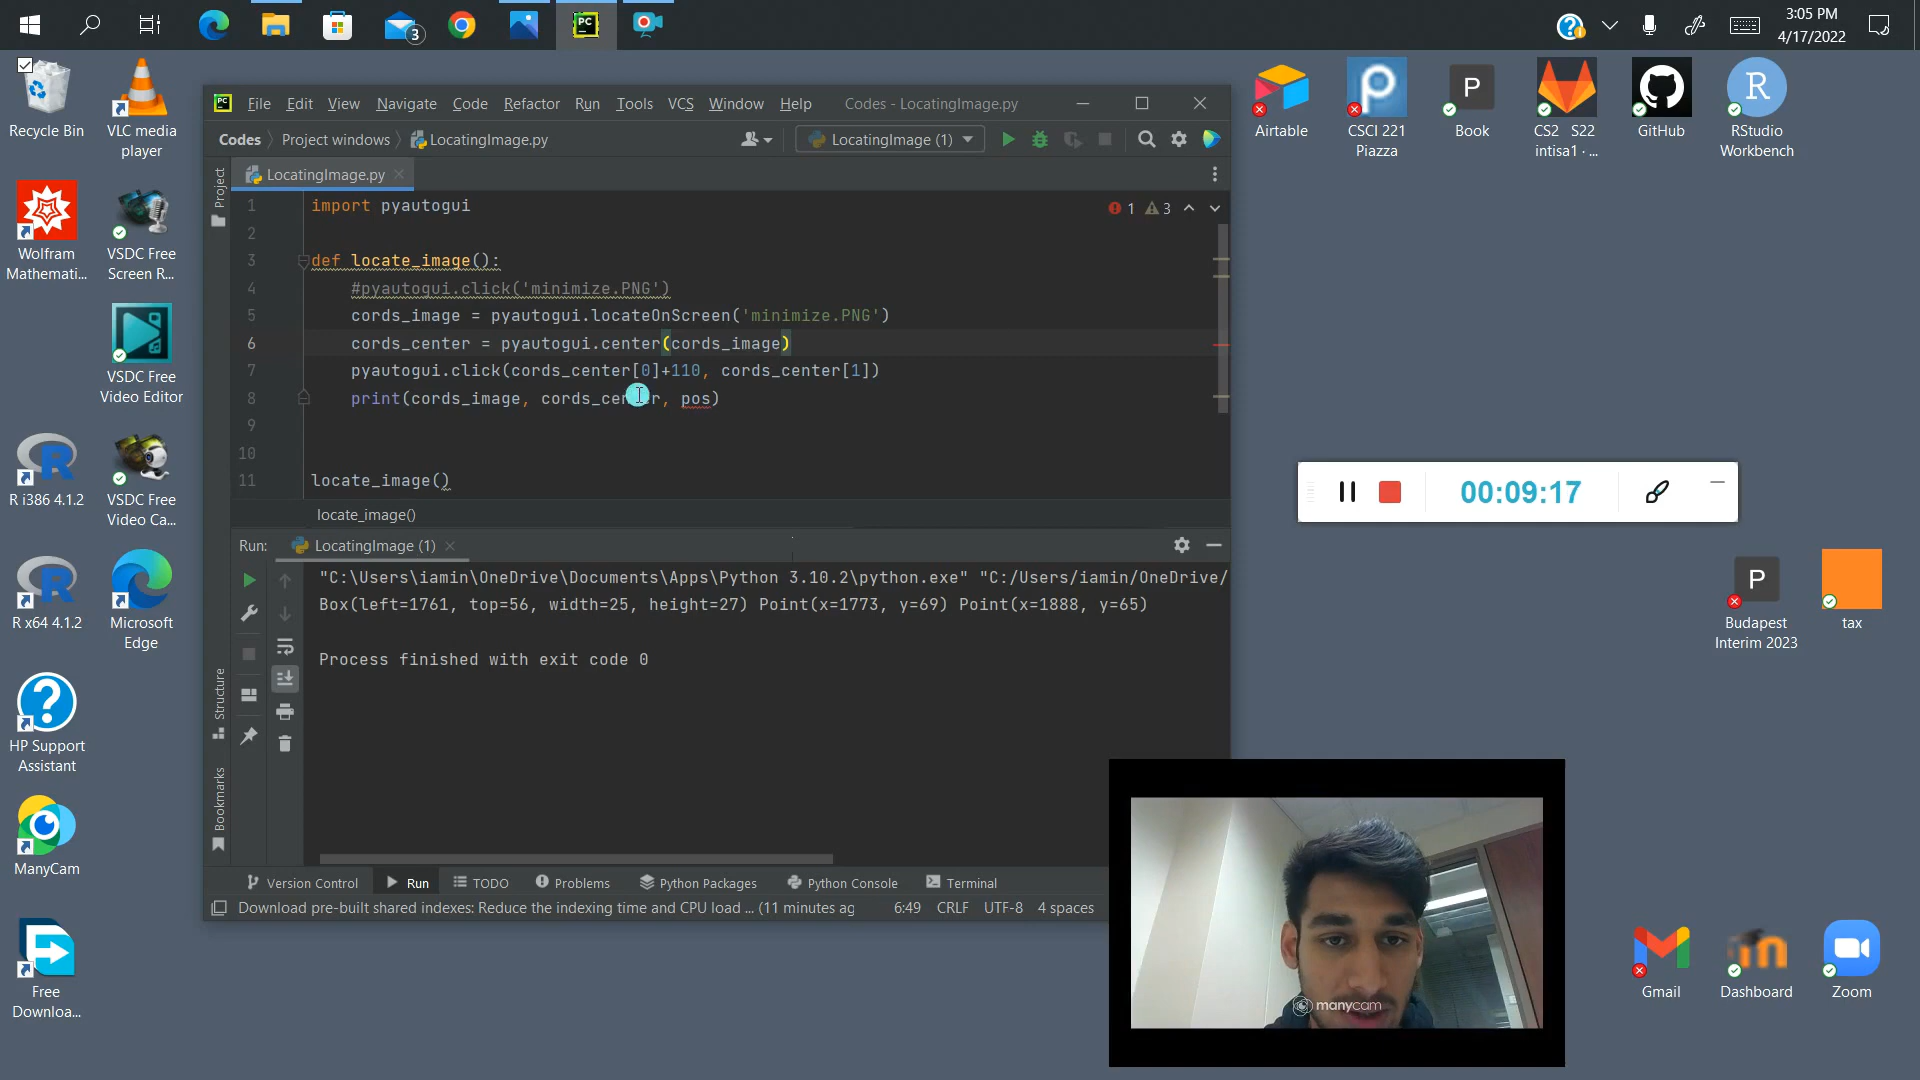 3
3:05 PM
4/17/2022
Recycle Bin
VLC media player
Wolfram Mathemati...
VSDC Free Screen R...
VSDC Free Video Editor
R i386 4.1.2
VSDC Free Video Ca...
R x64 4.1.2
Microsoft Edge
HP Support Assistant
ManyCam
Free Downloa...
File Edit View Navigate Code Refactor Run Tools VCS Window Help Codes - LocatingImage.py
Codes Project windows LocatingImage.py LocatingImage (1)
Project
LocatingImage.py
1 import pyautogui
1 3
2
3 def locate_image():
4 #pyautogui.click('minimize.PNG')
5 cords_image = pyautogui.locateOnScreen('minimize.PNG')
6 cords_center = pyautogui.center(cords_image)
7 pyautogui.click(cords_center[0]+110, cords_center[1])
8 print(cords_image, cords_center, pos)
9
10
11 locate_image()
locate_image()
Run: LocatingImage (1)
"C:\Users\iamin\OneDrive\Documents\Apps\Python 3.10.2\python.exe" "C:/Users/iamin/OneDrive/
Box(left=1761, top=56, width=25, height=27) Point(x=1773, y=69) Point(x=1888, y=65)
Process finished with exit code 0
Structure
Bookmarks
Version Control Run TODO Problems Python Packages Python Console Terminal
Download pre-built shared indexes: Reduce the indexing time and CPU load ... (11 minutes ag 6:49 CRLF UTF-8 4 spaces
Airtable
CSCI 221 Piazza
P
Book
CS2 S22 intisa1 · ...
GitHub
R
RStudio Workbench
00:09:17
P
Budapest Interim 2023
tax
manycam
Gmail
Dashboard
Zoom